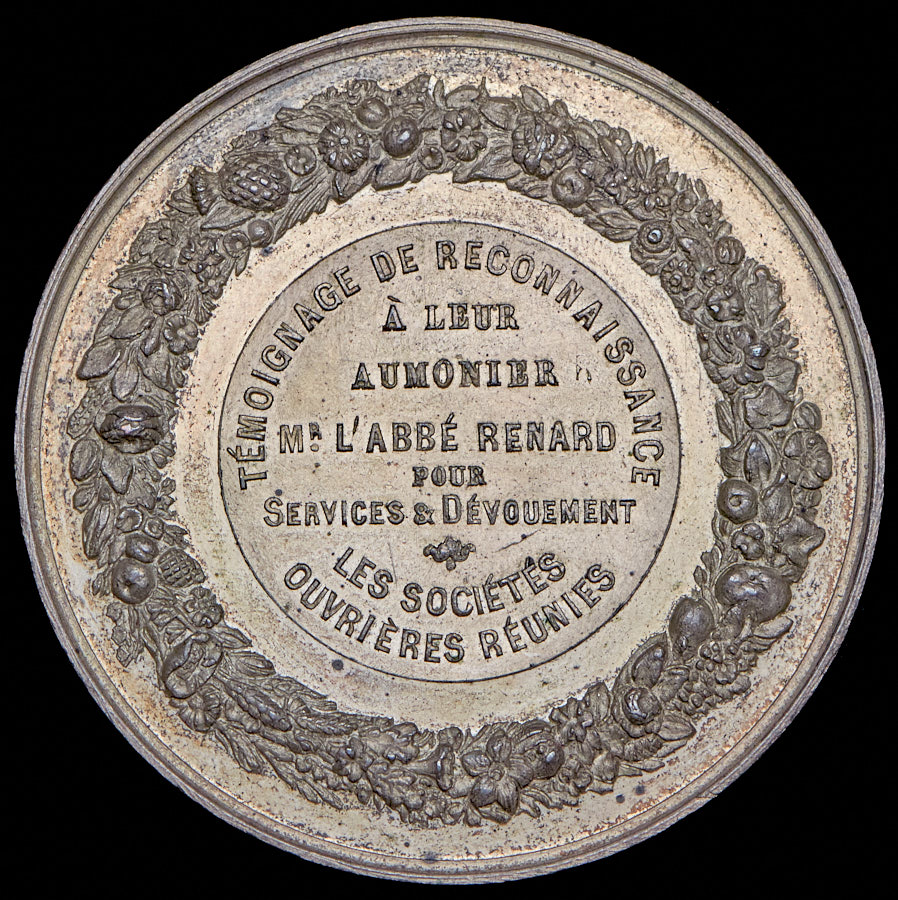 TÉMOIGNAGE DE RECONNAISSANCE
À LEUR
AUMONIER
MR. L'ABBÉ RENARD
POUR
SERVICES & DÉVOUEMENT
LES SOCIÉTÉS
OUVRIÈRES RÉUNIES